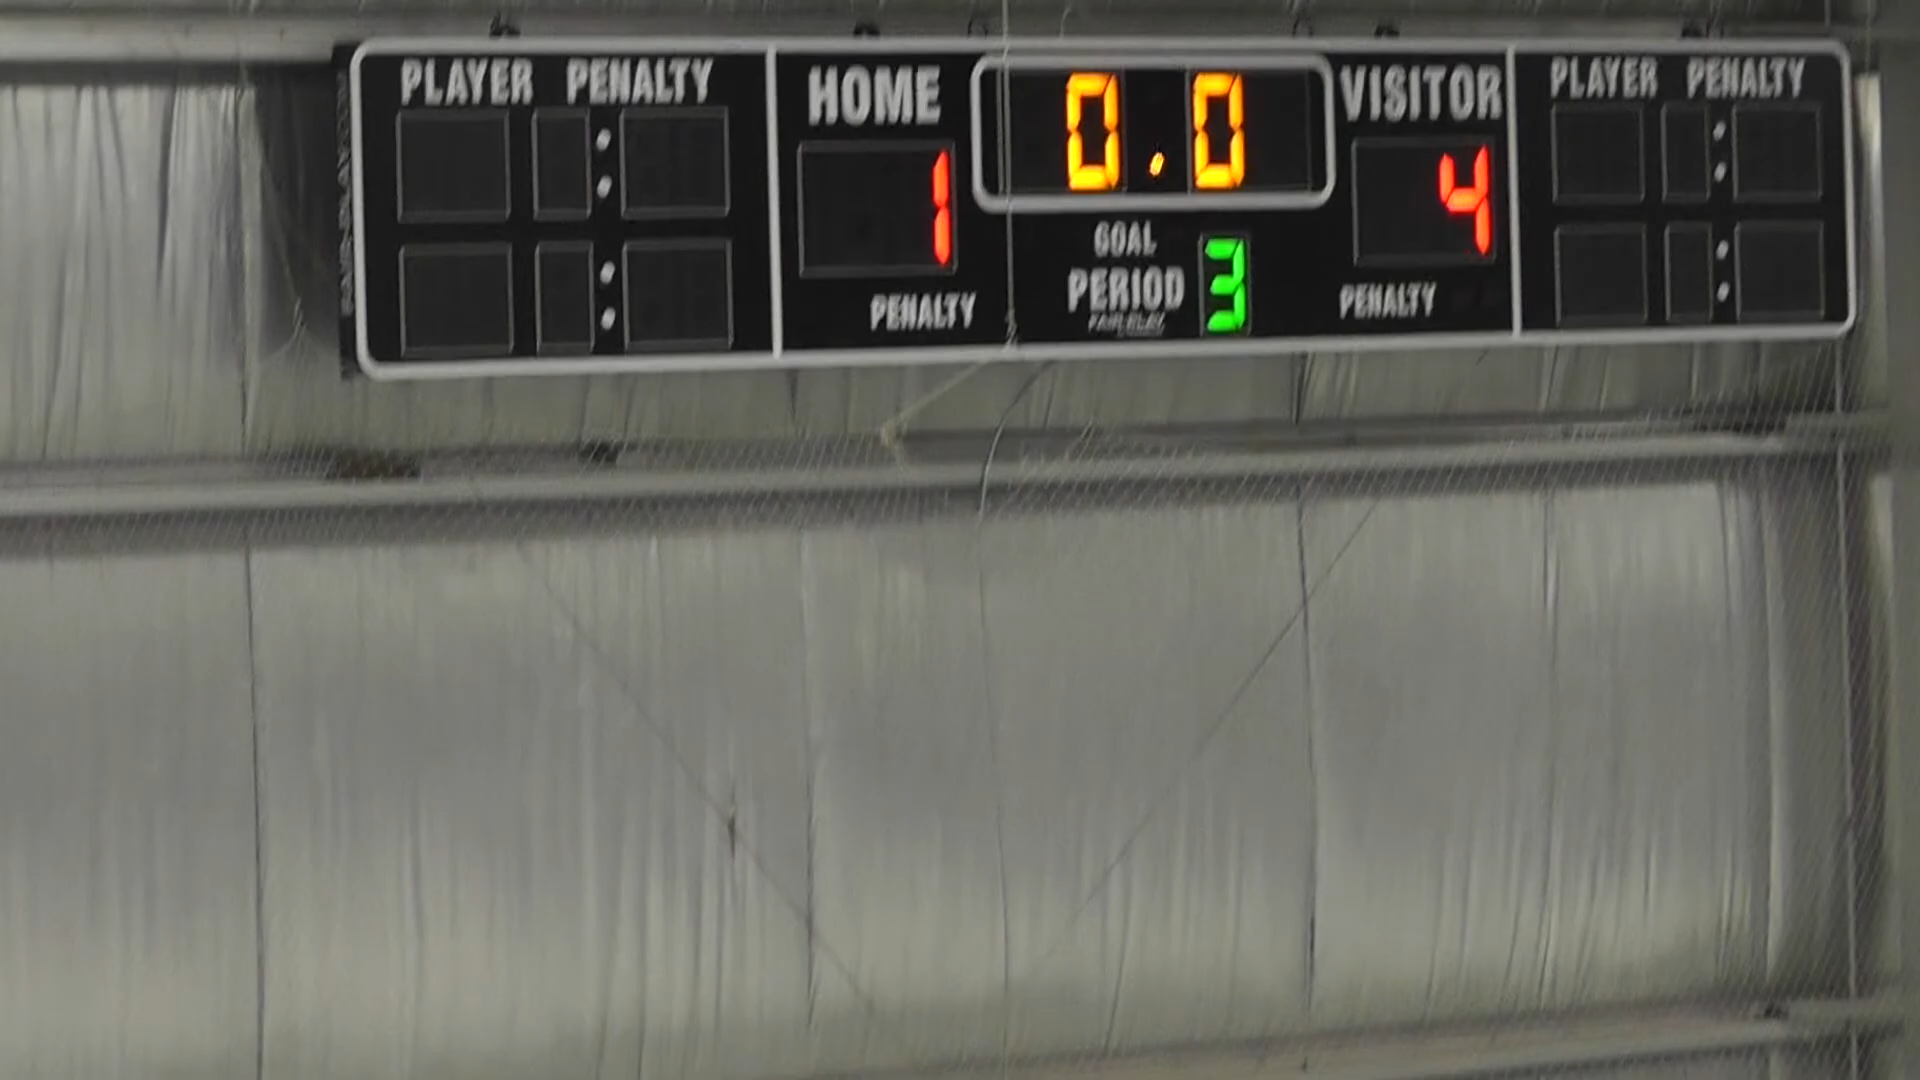 PLAYER PENALTY
HOME
0.0
VISITOR
PLAYER PENALTY
1
4
GOAL
PERIOD 3
PENALTY
PENALTY